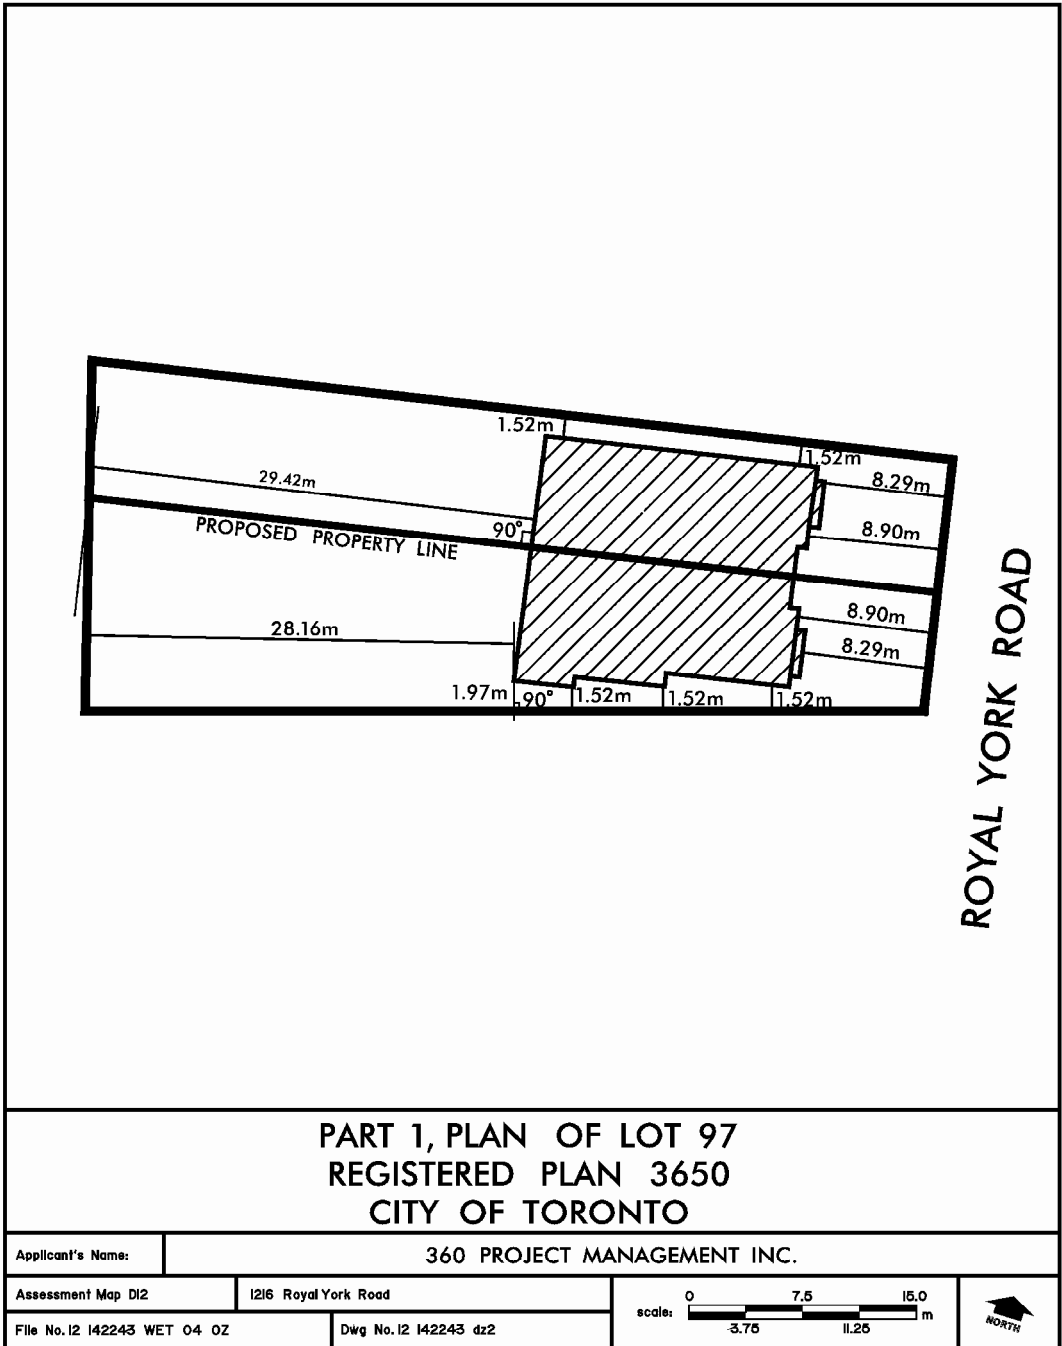 1.52m
1.52m
8.29m
29.42m
90°
8.90m
PROPOSED PROPERTY LINE
8.90m
28.16m
8.29m
1.97m
90°
1.52m
1.52m
1.52m
ROYAL YORK ROAD
PART 1, PLAN OF LOT 97
REGISTERED PLAN 3650
CITY OF TORONTO
Applicant's Name:
360 PROJECT MANAGEMENT INC.
Assessment Map D12
1216 Royal York Road
File No. 12 142243 WET 04 OZ
Dwg No. 12 142243 dz2
scale:
0 7.5 15.0
m
3.75 11.25
NORTH